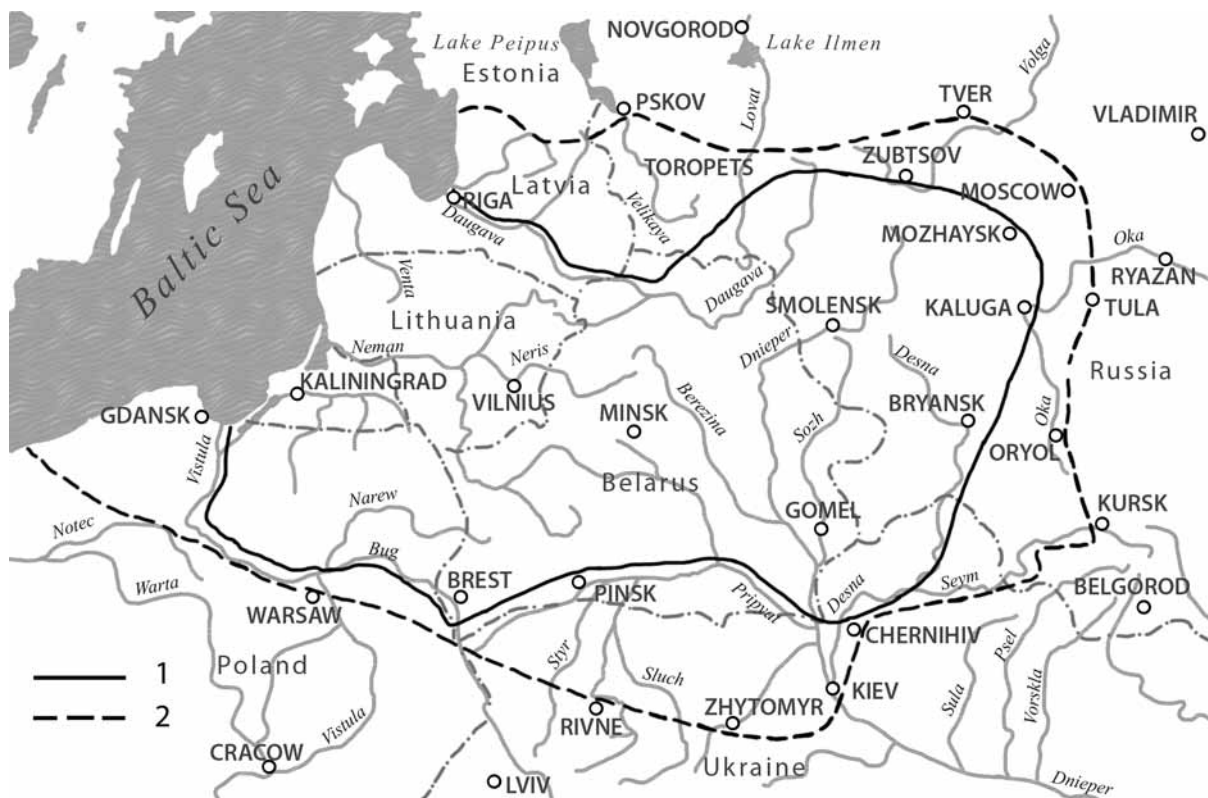 NOVGOROD
Lake Peipus
Lake Ilmen
Estonia
Volga
TVER
PSKOV
VLADIMIR
Lovat
ZUBTSOV
TOROPETS
Latvia
MOSCOW
RIGA
Velikaya
Baltic Sea
Daugava
MOZHAYSK
Oka
Venta
Daugava
RYAZAN
SMOLENSK
KALUGA
TULA
Lithuania
Dnieper
Neman
Neris
Desna
Russia
KALININGRAD
VILNIUS
Berezina
GDANSK
MINSK
Sozh
BRYANSK
Oka
Vistula
ORYOL
Belarus
Narew
GOMEL
KURSK
Notec
Bug
BREST
PINSK
Desna
Seym
Warta
Pripyat
BELGOROD
WARSAW
CHERNIHIV
Styr
Psel
Poland
1
Sluch
KIEV
Sula
Vorskla
2
RIVNE
ZHYTOMYR
Vistula
CRACOW
Ukraine
LVIV
Dnieper